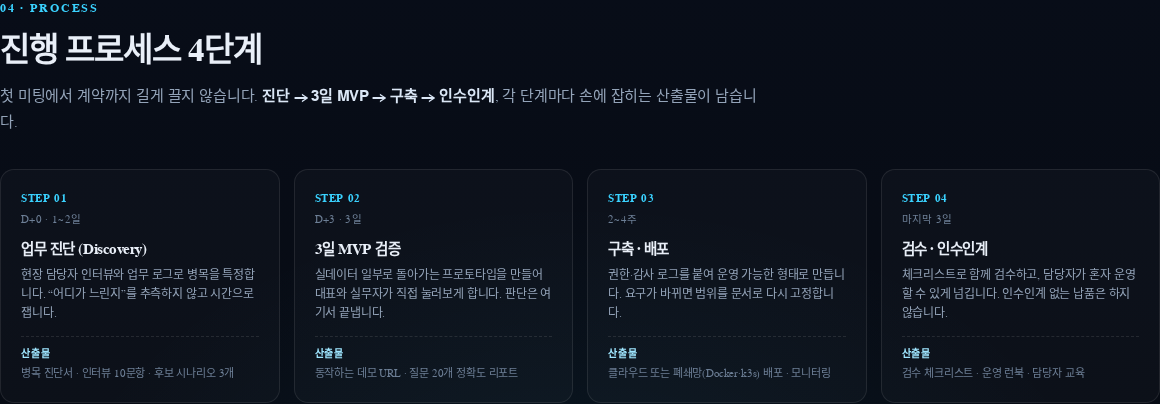 04 · PROCESS
진행 프로세스 4단계
첫 미팅에서 계약까지 길게 끌지 않습니다. 진단 → 3일 MVP → 구축 → 인수인계, 각 단계마다 손에 잡히는 산출물이 남습니
다.
STEP 01
D+0 · 1~2일
업무 진단 (Discovery)
현장 담당자 인터뷰와 업무 로그로 병목을 특정합
니다. “어디가 느린지”를 추측하지 않고 시간으로
잽니다.
산출물
병목 진단서 · 인터뷰 10문항 · 후보 시나리오 3개
STEP 02
D+3 · 3일
3일 MVP 검증
실데이터 일부로 돌아가는 프로토타입을 만들어
대표와 실무자가 직접 눌러보게 합니다. 판단은 여
기서 끝냅니다.
산출물
동작하는 데모 URL · 질문 20개 정확도 리포트
STEP 03
2~4주
구축 · 배포
권한·감사 로그를 붙여 운영 가능한 형태로 만듭니
다. 요구가 바뀌면 범위를 문서로 다시 고정합니
다.
산출물
클라우드 또는 폐쇄망(Docker·k3s) 배포 · 모니터링
STEP 04
마지막 3일
검수 · 인수인계
체크리스트로 함께 검수하고, 담당자가 혼자 운영
할 수 있게 넘깁니다. 인수인계 없는 납품은 하지
않습니다.
산출물
검수 체크리스트 · 운영 런북 · 담당자 교육